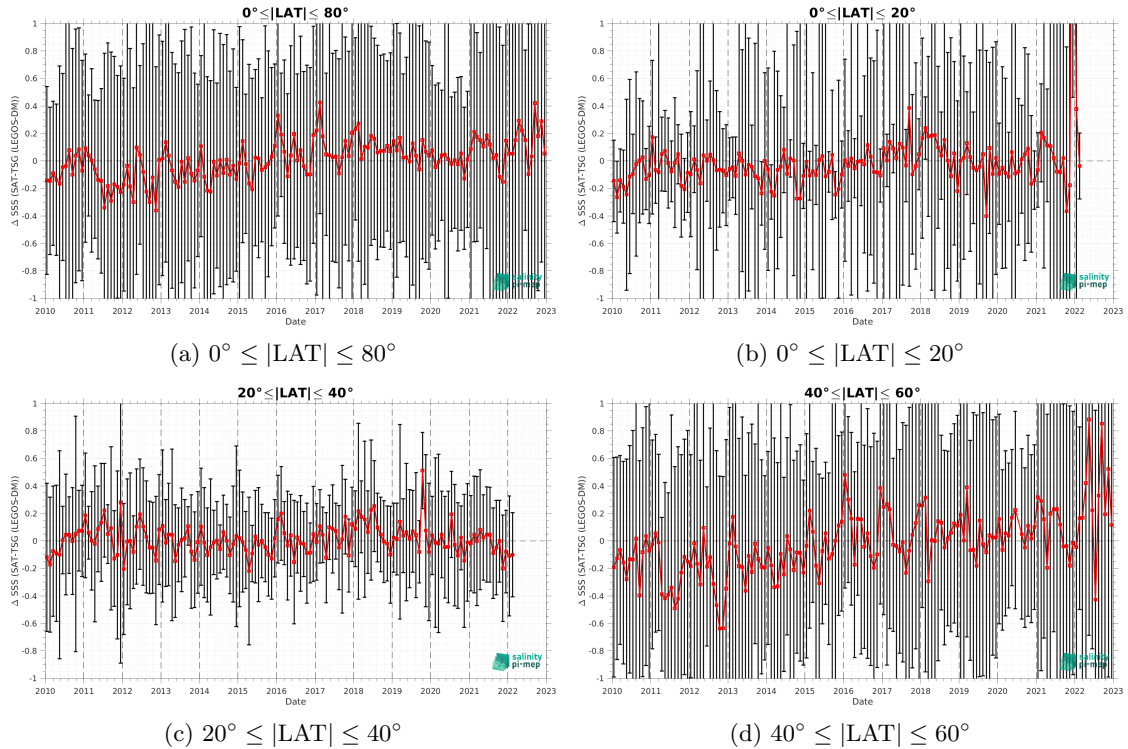 0°≤|LAT|≤ 80°
Δ SSS (SAT-TSG (LEGOS-DM))
1
0.8
0.6
0.4
0.2
0
-0.2
-0.4
-0.6
-0.8
-1
2010 2011 2012 2013 2014 2015 2016 2017 2018 2019 2020 2021 2022 2023
Date
salinity
pi-mep
(a) 0° ≤ |LAT| ≤ 80°
0°≤|LAT|≤ 20°
Δ SSS (SAT-TSG (LEGOS-DM))
1
0.8
0.6
0.4
0.2
0
-0.2
-0.4
-0.6
-0.8
-1
2010 2011 2012 2013 2014 2015 2016 2017 2018 2019 2020 2021 2022 2023
Date
salinity
pi-mep
(b) 0° ≤ |LAT| ≤ 20°
20°≤|LAT|≤ 40°
Δ SSS (SAT-TSG (LEGOS-DM))
1
0.8
0.6
0.4
0.2
0
-0.2
-0.4
-0.6
-0.8
-1
2010 2011 2012 2013 2014 2015 2016 2017 2018 2019 2020 2021 2022 2023
Date
salinity
pi-mep
(c) 20° ≤ |LAT| ≤ 40°
40°≤|LAT|≤ 60°
Δ SSS (SAT-TSG (LEGOS-DM))
1
0.8
0.6
0.4
0.2
0
-0.2
-0.4
-0.6
-0.8
-1
2010 2011 2012 2013 2014 2015 2016 2017 2018 2019 2020 2021 2022 2023
Date
salinity
pi-mep
(d) 40° ≤ |LAT| ≤ 60°